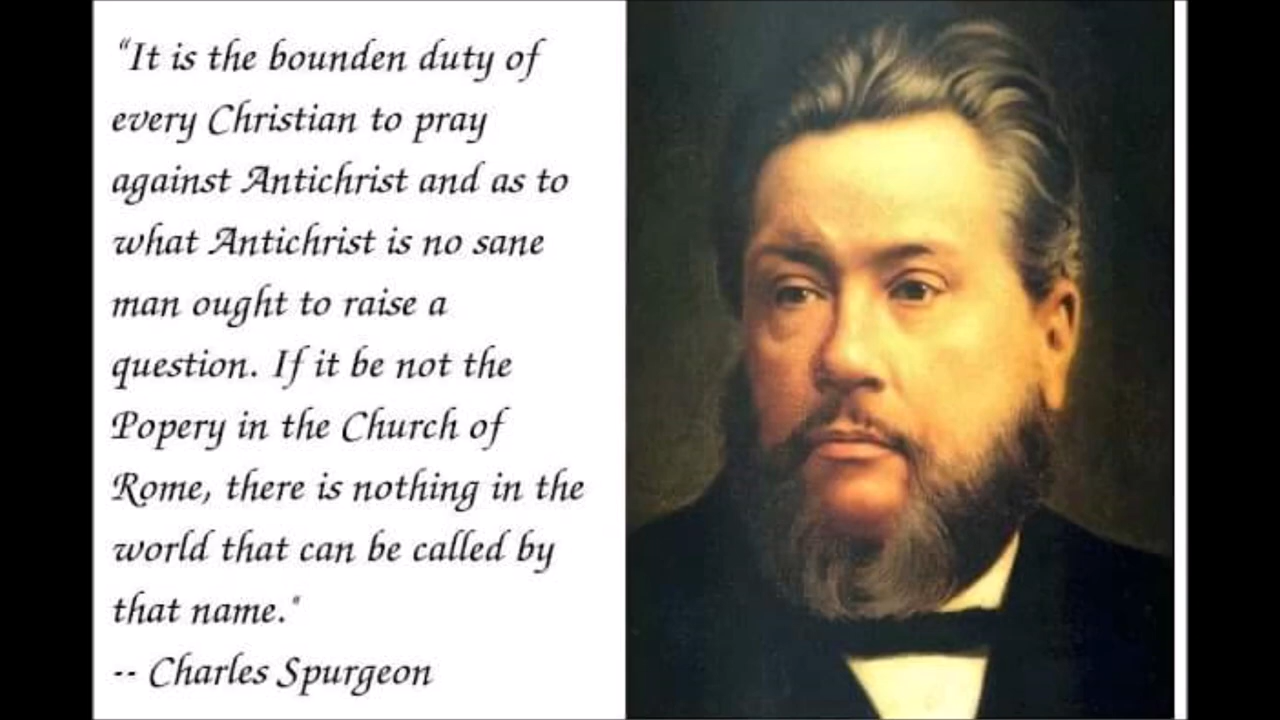 “It is the bounden duty of
every Christian to pray
against Antichrist and as to
what Antichrist is no sane
man ought to raise a
question. If it be not the
Popery in the Church of
Rome, there is nothing in the
world that can be called by
that name."
-- Charles Spurgeon